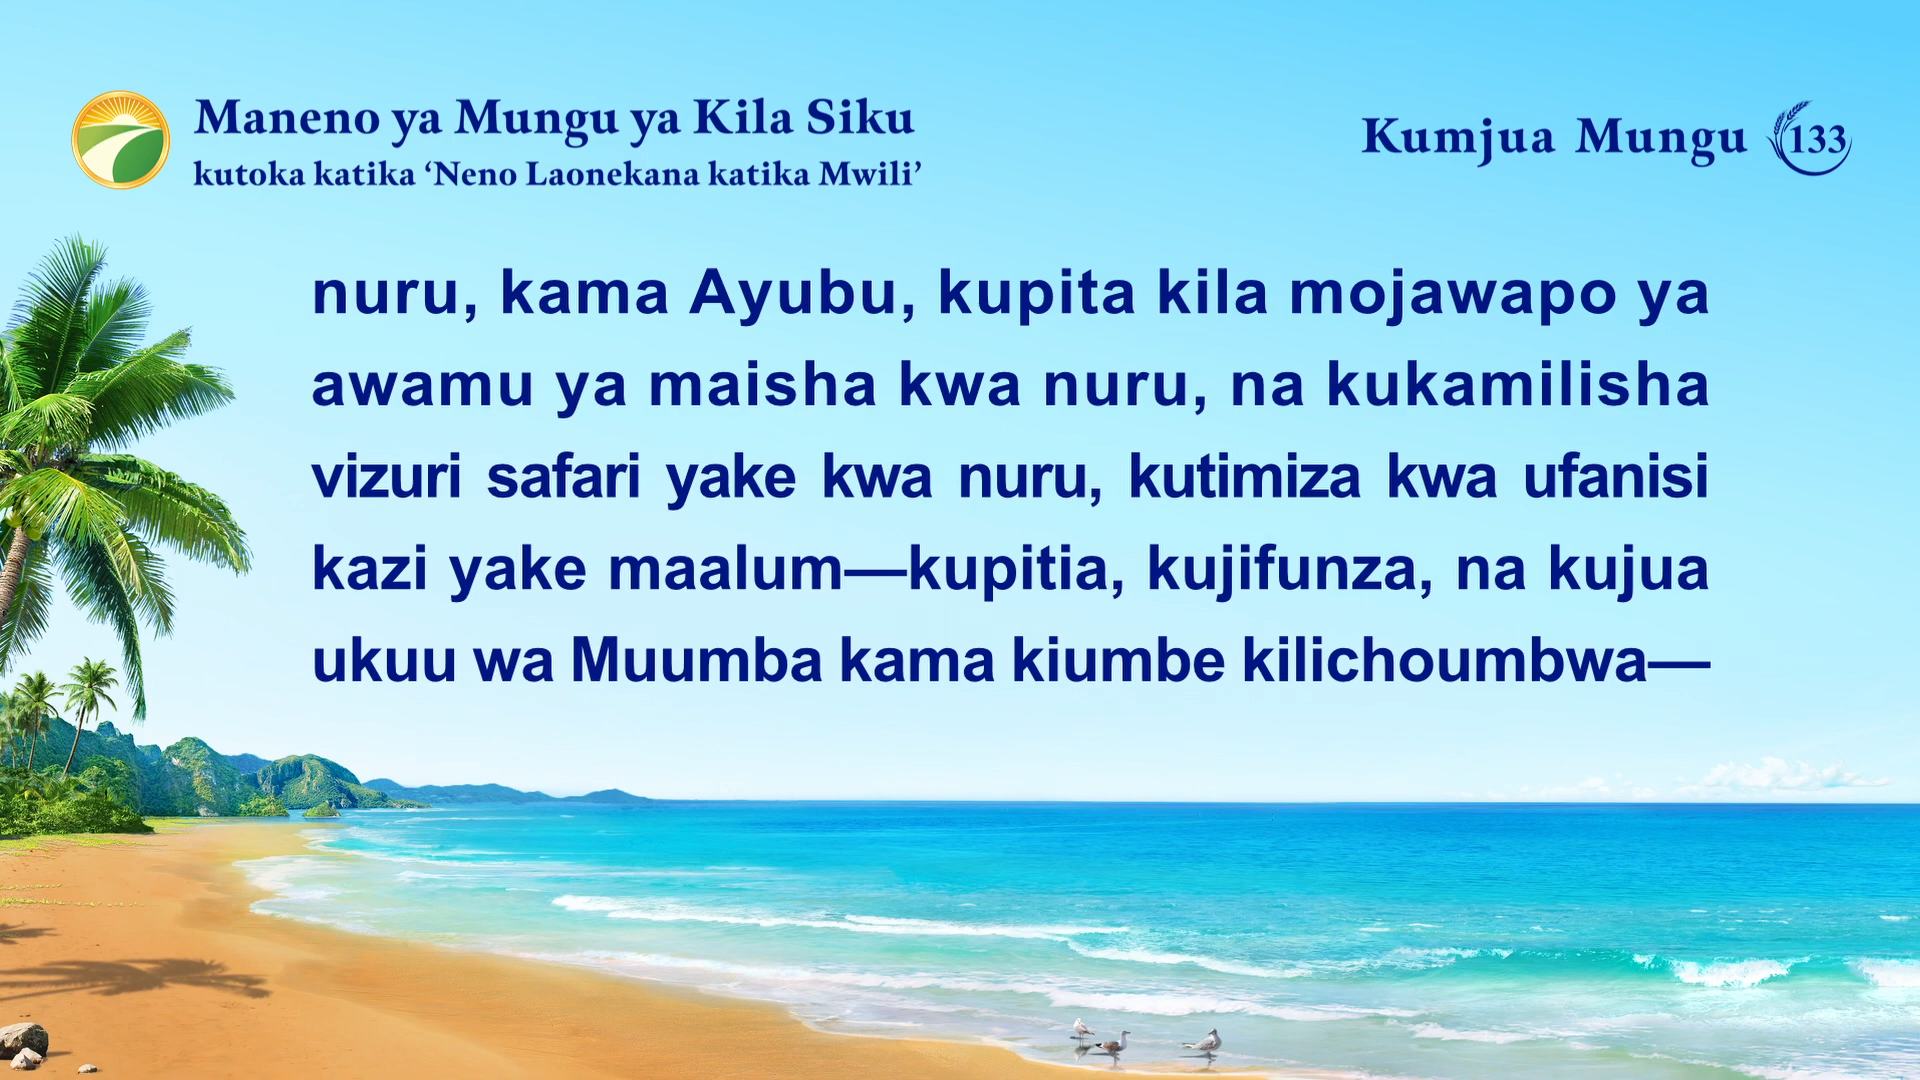 Maneno ya Mungu ya Kila Siku
kutoka katika ‘Neno Laonekana katika Mwili’
Kumjua Mungu 133
nuru, kama Ayubu, kupita kila mojawapo ya
awamu ya maisha kwa nuru, na kukamilisha
vizuri safari yake kwa nuru, kutimiza kwa ufanisi
kazi yake maalum—kupitia, kujifunza, na kujua
ukuu wa Muumba kama kiumbe kilichoumbwa—